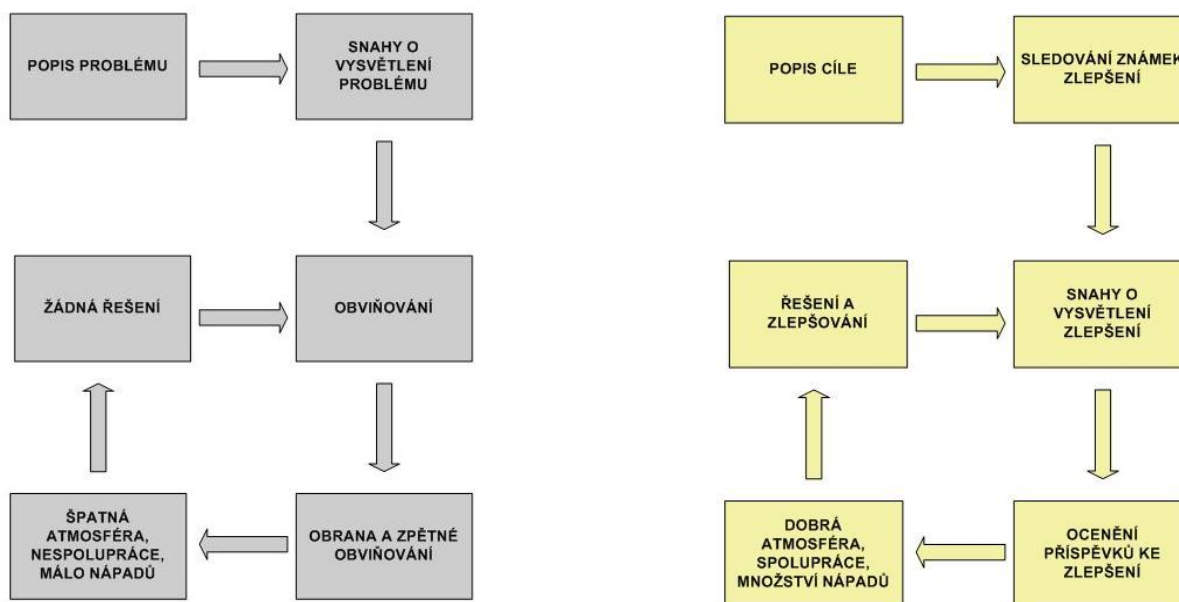 POPIS PROBLÉMU
SNAHY O
VYSVĚTLENÍ
PROBLÉMU
ŽÁDNÁ ŘEŠENÍ
OBVIŇOVÁNÍ
ŠPATNÁ
ATMOSFÉRA,
NESPOLUPRÁCE,
MÁLO NÁPADŮ
OBRANA A ZPĚTNÉ
OBVIŇOVÁNÍ
POPIS CÍLE
SLEDOVÁNÍ ZNÁMEK
ZLEPŠENÍ
ŘEŠENÍ A
ZLEPŠOVÁNÍ
SNAHY O
VYSVĚTLENÍ
ZLEPŠENÍ
DOBRÁ
ATMOSFÉRA,
SPOLUPRÁCE,
MNOŽSTVÍ NÁPADŮ
OCENĚNÍ
PŘÍSPĚVKŮ KE
ZLEPŠENÍ